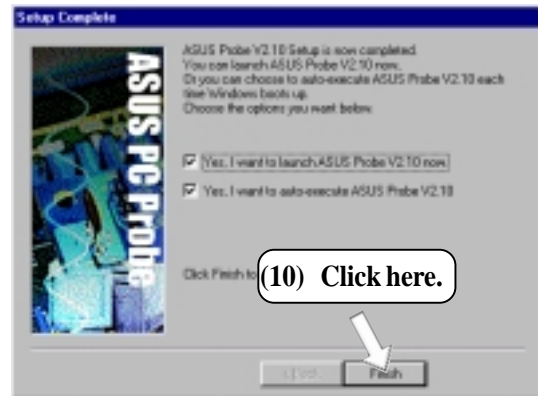 Setup Complete
ASUS PC Probe
ASUS Probe V2.10 Setup is now completed.
You can launch ASUS Probe V2.10 now.
Or you can choose to auto-execute ASUS Probe V2.10 each
time Windows boots up.
Choose the options you want below.
Yes, I want to launch ASUS Probe V2.10 now.
Yes, I want to auto-execute ASUS Probe V2.10
Click Finish to
(10) Click here.
< Back
Finish